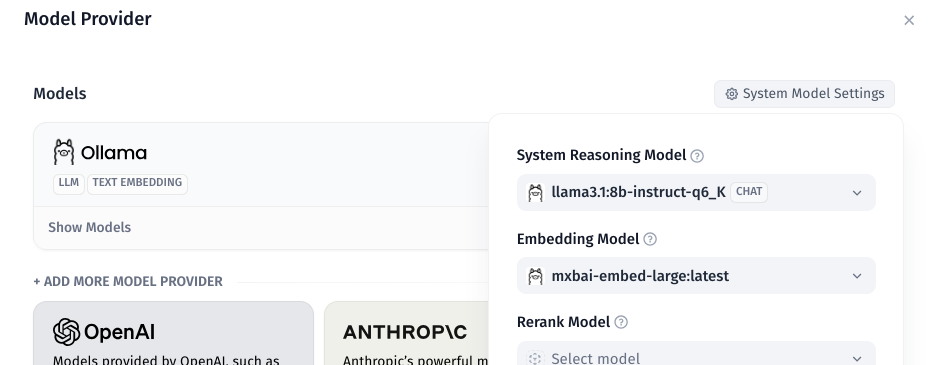 Model Provider
Models
System Model Settings
Ollama
LLM TEXT EMBEDDING
Show Models
System Reasoning Model
llama3.1:8b-instruct-q6_K CHAT
Embedding Model
mxbai-embed-large:latest
Rerank Model
Select model
+ ADD MORE MODEL PROVIDER
OpenAI
Models provided by OpenAI, such as
ANTHROP\C
Anthropic's powerful m